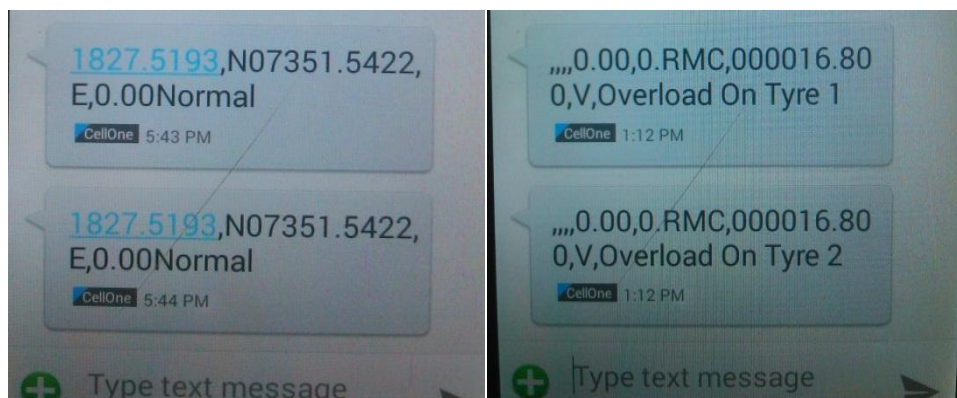 1827.5193,N07351.5422,
E,0.00Normal
CellOne 5:43 PM
1827.5193,N07351.5422,
E,0.00Normal
CellOne 5:44 PM
Type text message
,,,,0.00,0.RMC,000016.80
0,V,Overload On Tyre 1
CellOne 1:12 PM
,,,,0.00,0.RMC,000016.80
0,V,Overload On Tyre 2
CellOne 1:12 PM
Type text message